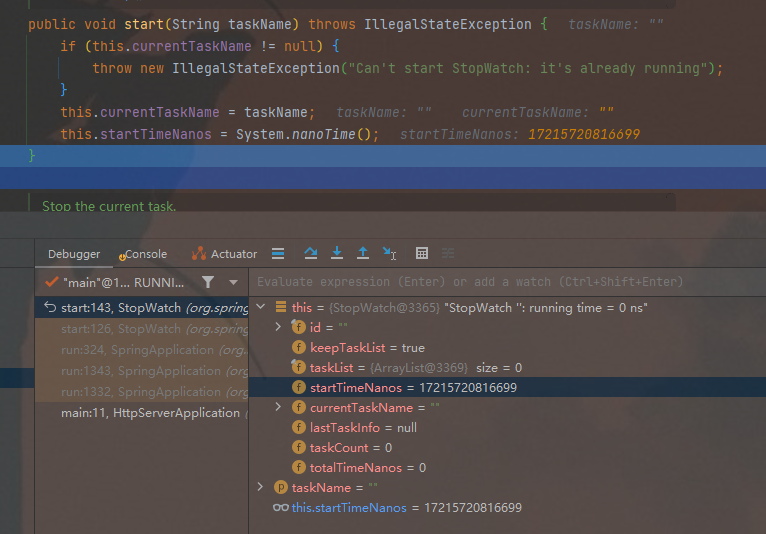 public void start(String taskName) throws IllegalStateException {   taskName: ""
if (this.currentTaskName != null) {
throw new IllegalStateException("Can't start StopWatch: it's already running");
}
this.currentTaskName = taskName;   taskName: ""    currentTaskName: ""
this.startTimeNanos = System.nanoTime();   startTimeNanos: 17215720816699
}
Stop the current task.
Debugger   Console   Actuator
"main"@1... RUNNI...
Evaluate expression (Enter) or add a watch (Ctrl+Shift+Enter)
start:143, StopWatch (org.spring
start:126, StopWatch (org.spring
run:324, SpringApplication (org.
run:1343, SpringApplication (org
run:1332, SpringApplication (org
main:11, HttpServerApplication (
this = {StopWatch@3365} "StopWatch '': running time = 0 ns"
id = ""
keepTaskList = true
taskList = {ArrayList@3369}  size = 0
startTimeNanos = 17215720816699
currentTaskName = ""
lastTaskInfo = null
taskCount = 0
totalTimeNanos = 0
taskName = ""
this.startTimeNanos = 17215720816699